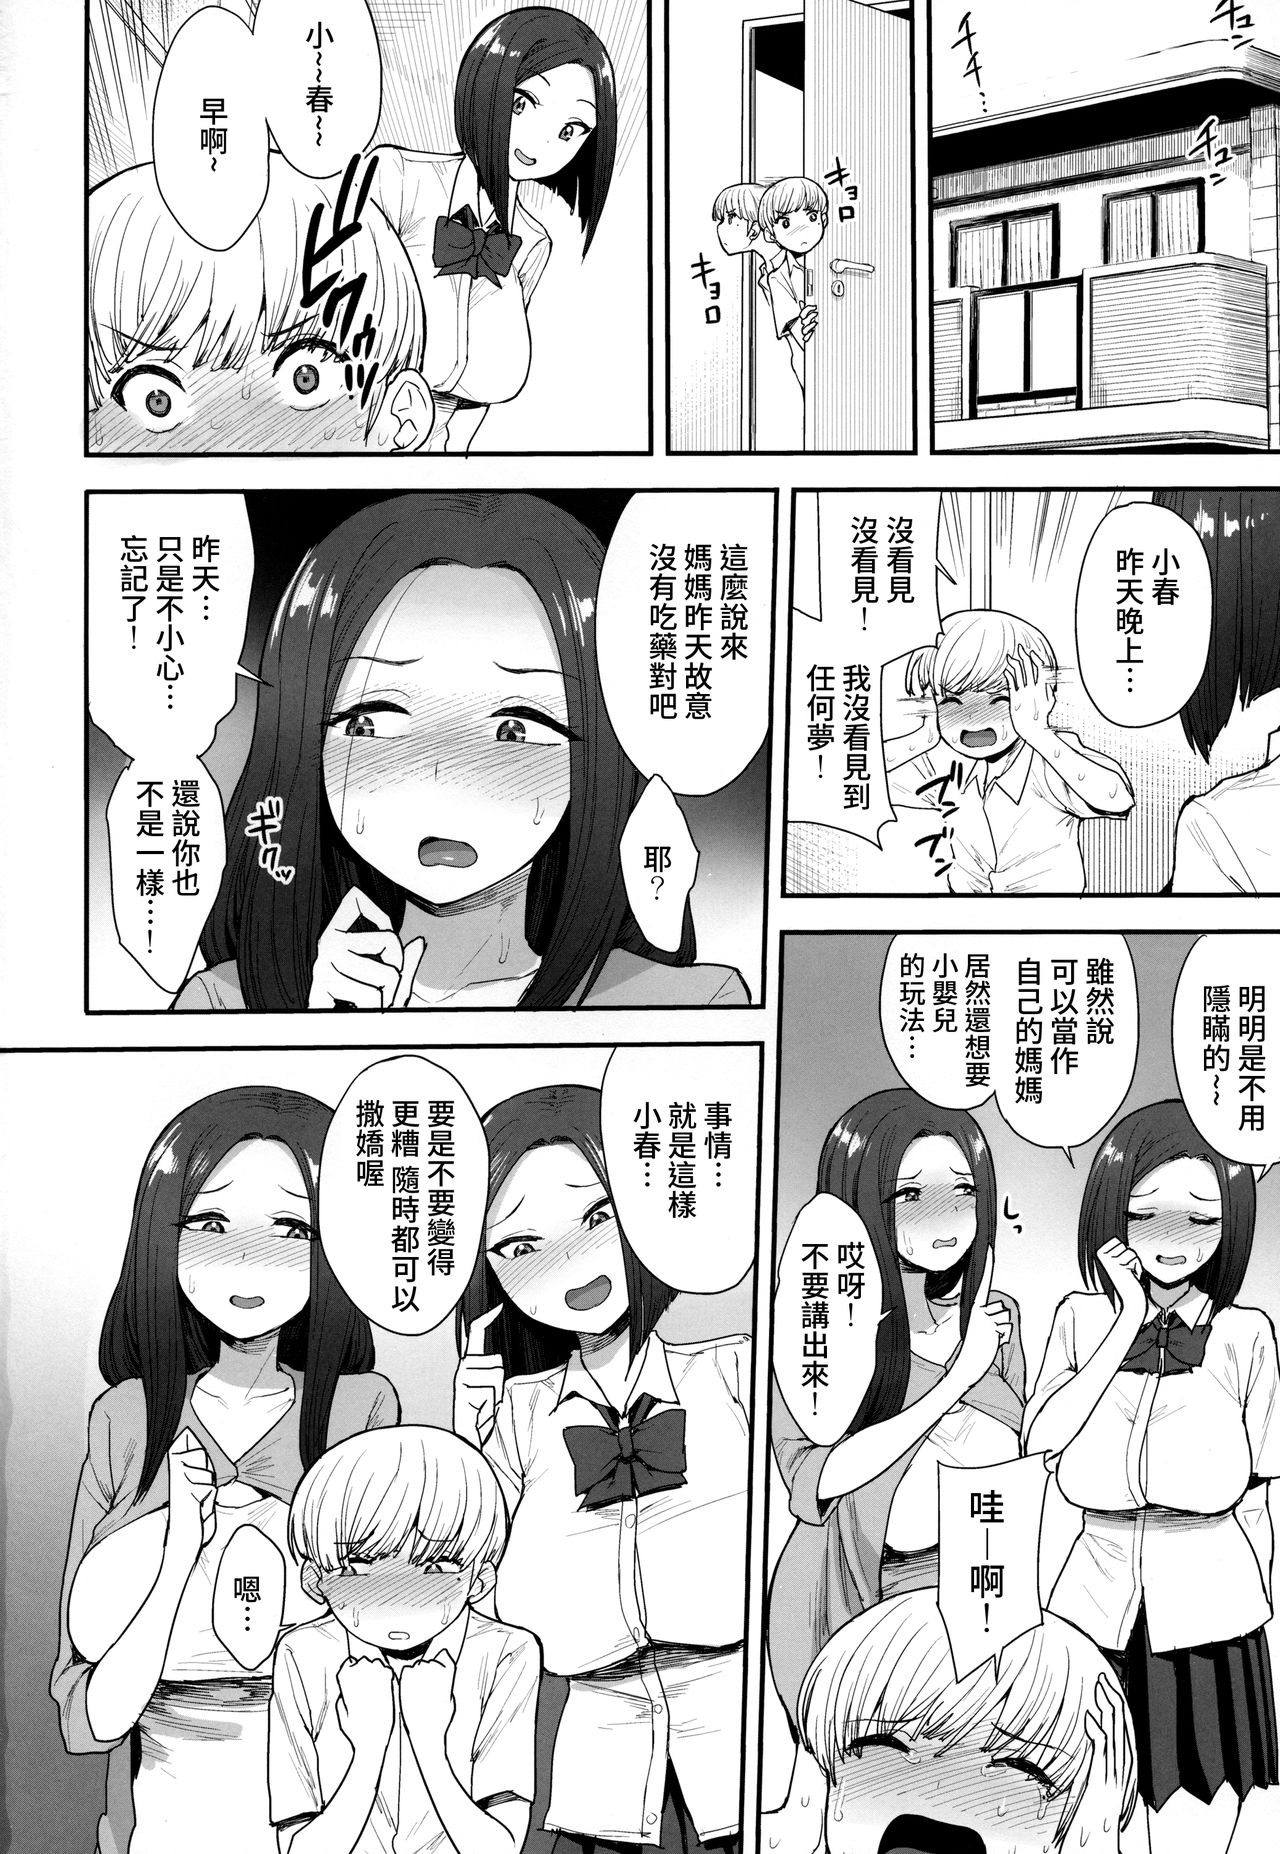 チチチ…
チュン
チュン
キョロ
キョロ
小～～春～
早啊～
ビクゥッ
小春
昨天晚上…
沒看見
沒看見！
我沒看見到
任何夢！
ブンブン
這麼說來
媽媽昨天故意
沒有吃藥對吧
耶？
ギクッ♥
昨天…
只是不小心…
忘記了！
還說你也
不是一樣…！
明明是不用
隱瞞的～
雖然說
可以當作
自己的媽媽
居然還想要
小嬰兒
的玩法…
しっ
哎呀！
不要講出來！
哇—啊！
事情…
就是這樣
小春…
要是不要變得
更糟 隨時都可以
撒嬌喔
嗯…